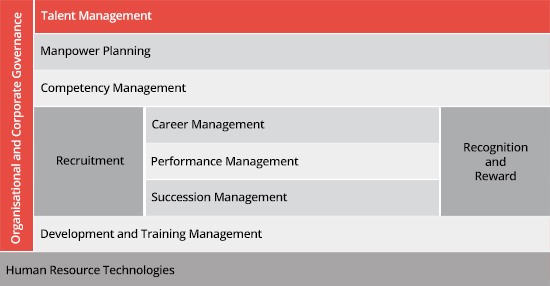 Organisational and Corporate Governance
Talent Management
Manpower Planning
Competency Management
Recruitment
Career Management
Performance Management
Succession Management
Recognition
and
Reward
Development and Training Management
Human Resource Technologies